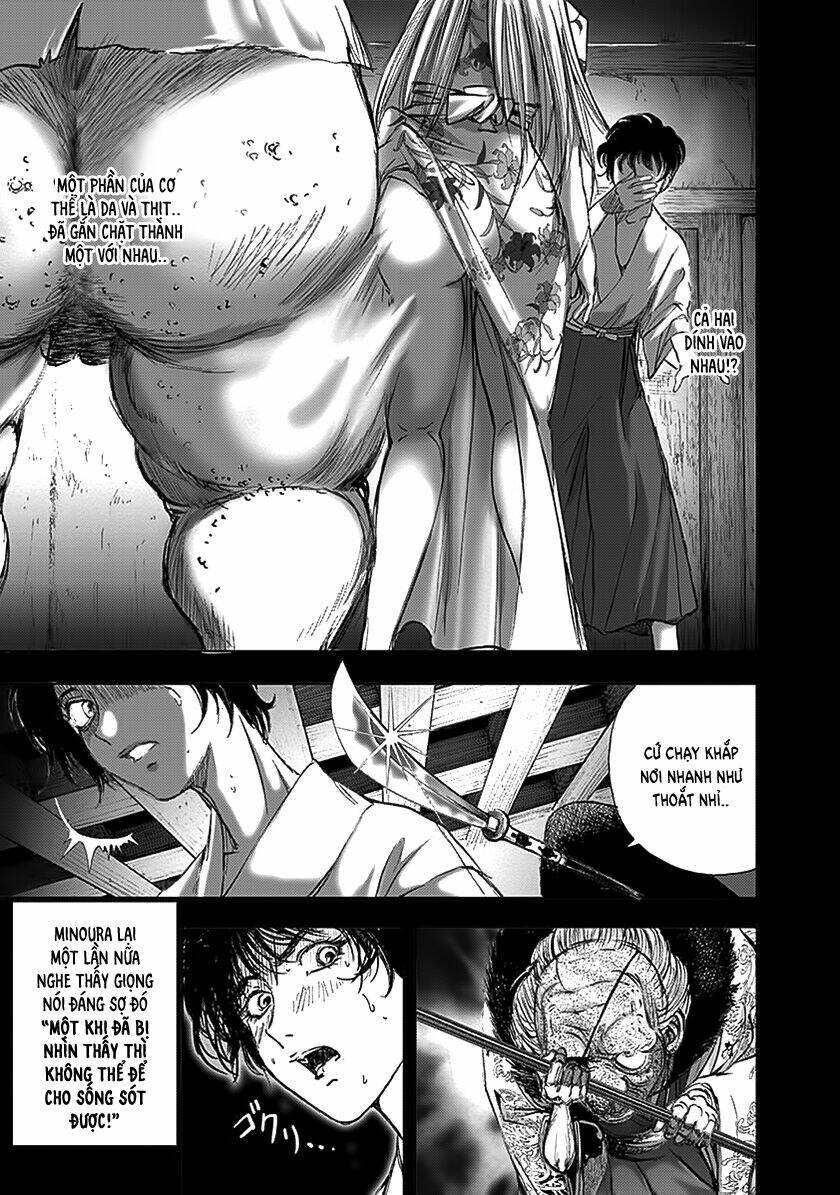 CẢ HAI
DÍNH VÀO
NHAU!?
'MỘT PHẦN CỦA CƠ
THỂ LÀ DA VÀ THỊT..
ĐÃ GẮN CHẶT THÀNH
MỘT VỚI NHAU..
CỨ CHẠY KHẮP
NƠI NHANH NHƯ
THOẮT NHỈ..
MINOURA LẠI
MỘT LẦN NỮA
NGHE THẤY GIỌNG
NÓI ĐÁNG SỢ ĐÓ
“MỘT KHI ĐÃ BỊ
NHÌN THẤY THÌ
KHÔNG THỂ ĐỂ
CHO SỐNG SÓT
ĐƯỢC!”
ゴクリ...